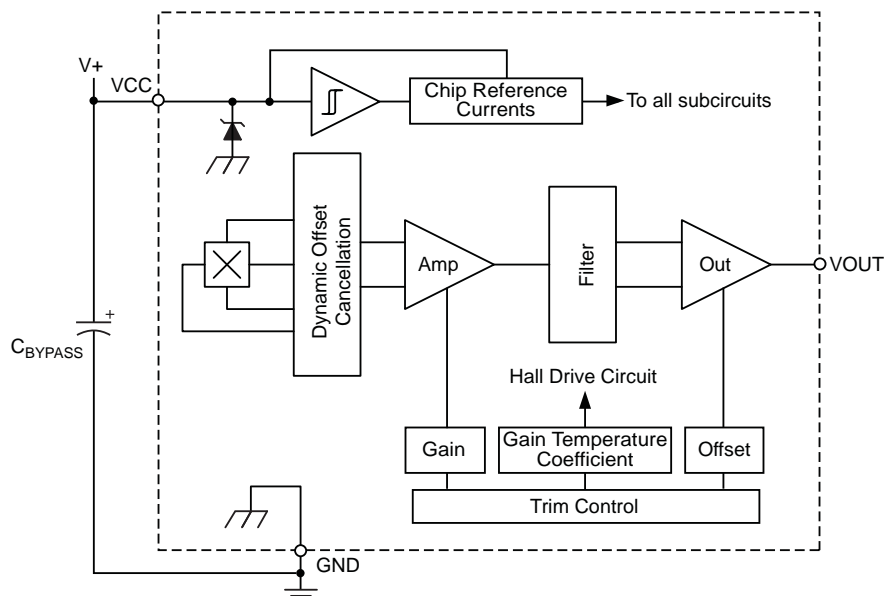 V+
VCC
Chip Reference
Currents
To all subcircuits
Dynamic Offset
Cancellation
Amp
Filter
Out
VOUT
+
CBYPASS
Hall Drive Circuit
Gain
Gain Temperature
Coefficient
Offset
Trim Control
GND